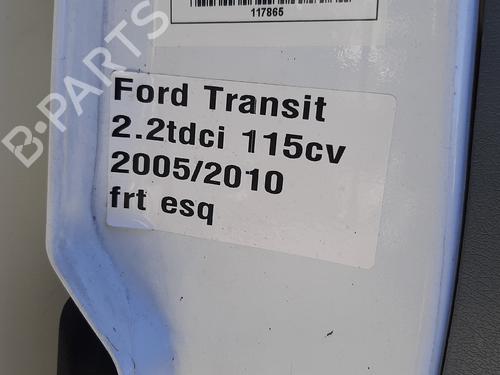 117865
B-PARTS
Ford Transit
2.2tdci 115cv
2005/2010
frt esq